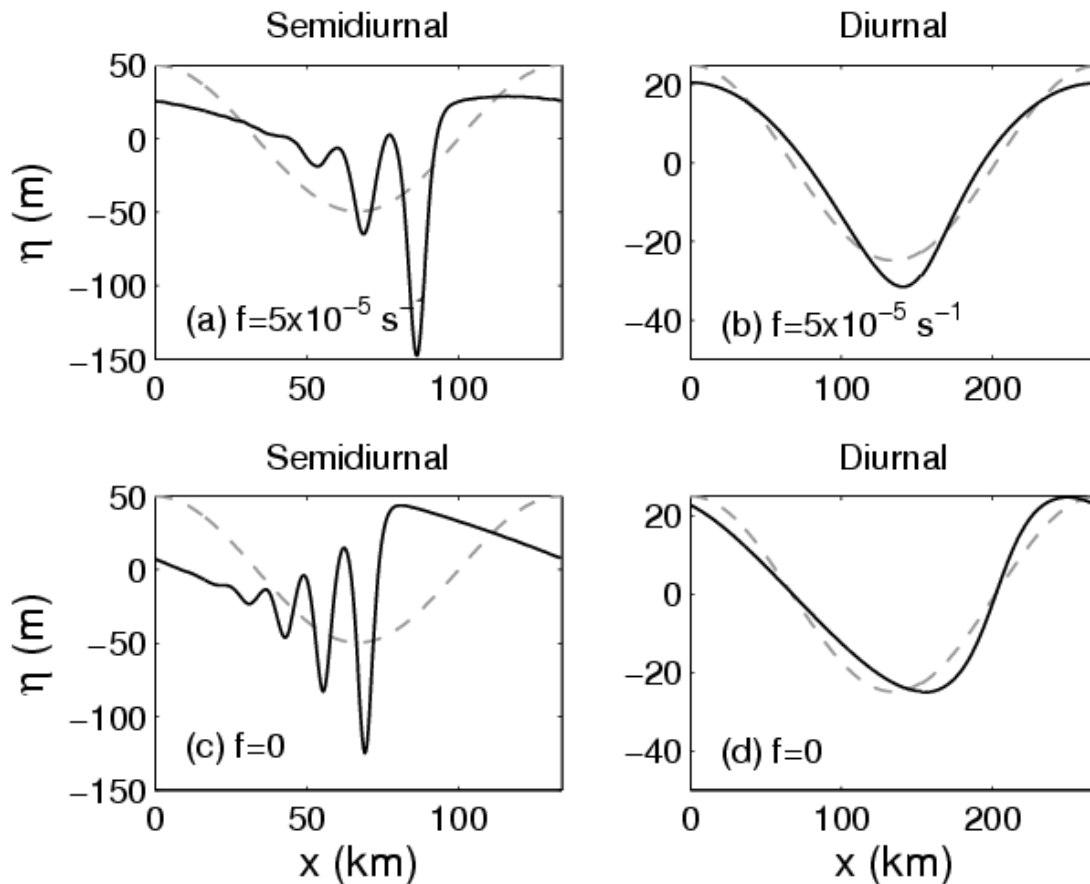 Semidiurnal
Diurnal
50
0
−50
−100
−150
η (m)
(a) f=5x10⁻⁵ s⁻¹
0 50 100
20
0
−20
−40
(b) f=5x10⁻⁵ s⁻¹
0 100 200
Semidiurnal
Diurnal
50
0
−50
−100
−150
η (m)
(c) f=0
0 50 100
x (km)
20
0
−20
−40
(d) f=0
0 100 200
x (km)